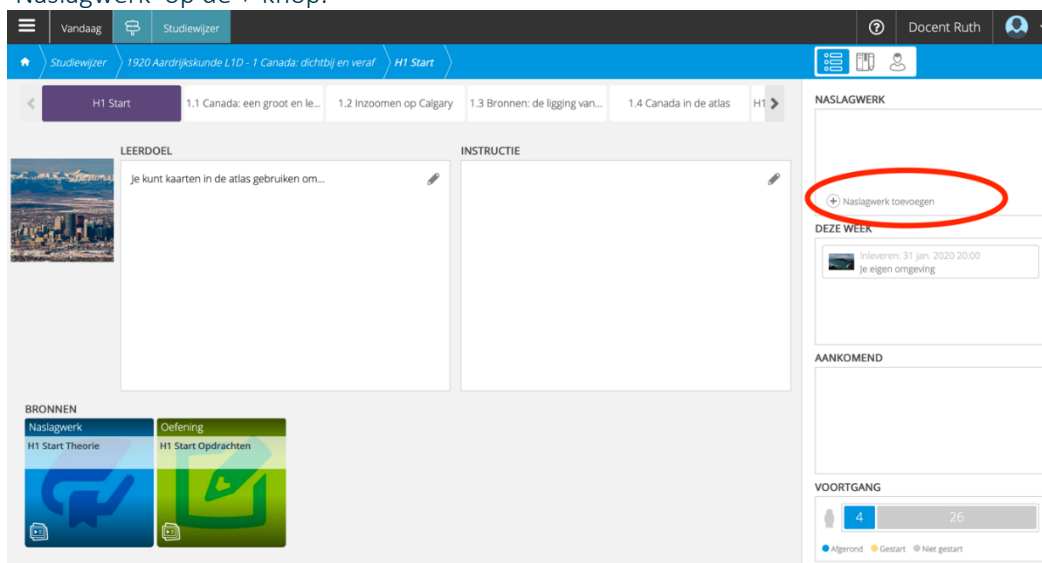 "Naslagwerk" op de +-knop.
Vandaag
Studiewijzer
Docent Ruth
Studiewijzer
1920 Aardrijkskunde L1D - 1 Canada: dichtbij en veraf
H1 Start
H1 Start
1.1 Canada: een groot en le...
1.2 Inzoomen op Calgary
1.3 Bronnen: de ligging van...
1.4 Canada in de atlas
H1
LEERDOEL
Je kunt kaarten in de atlas gebruiken om...
INSTRUCTIE
BRONNEN
Naslagwerk
H1 Start Theorie
Oefening
H1 Start Opdrachten
NASLAGWERK
+ Naslagwerk toevoegen
DEZE WEEK
Inleveren: 31 jan. 2020 20:00
Je eigen omgeving
AANKOMEND
VOORTGANG
4 26
Afgerond Gestart Niet gestart